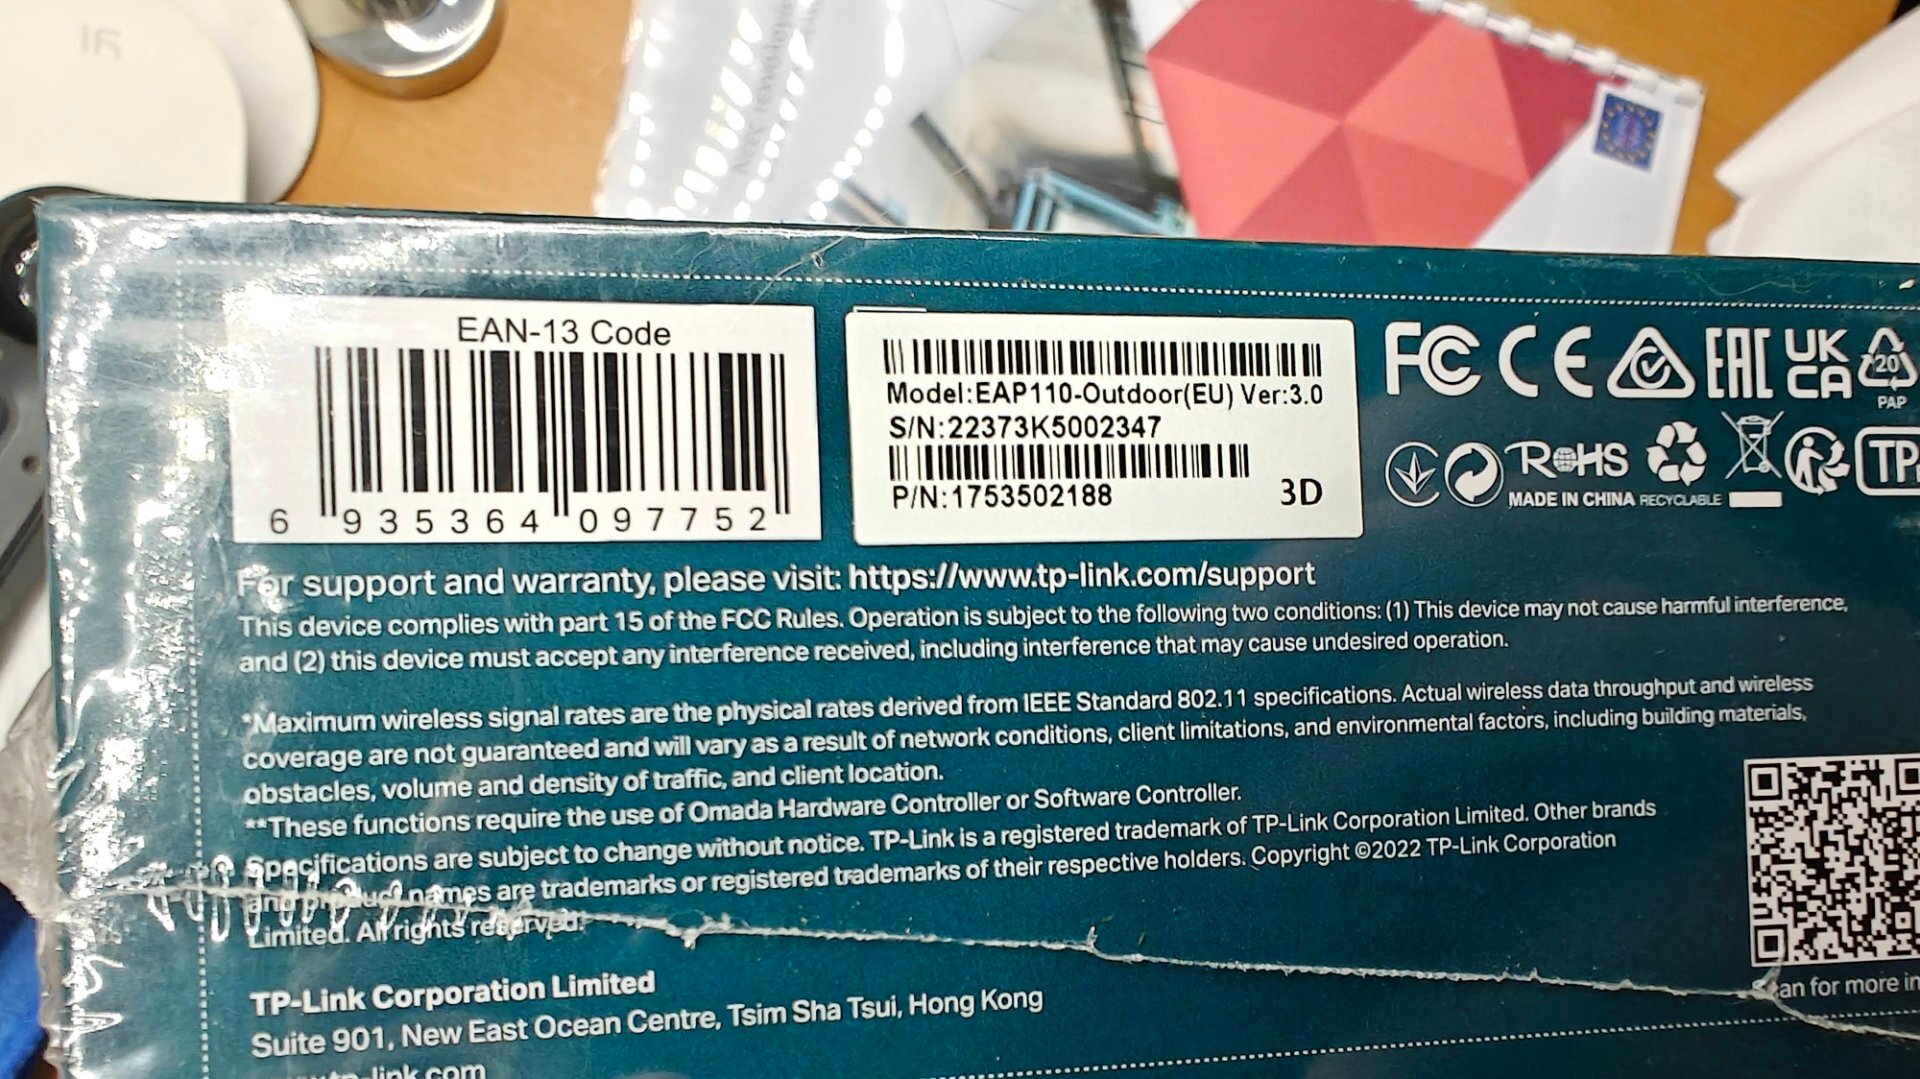 EAN-13 Code
6 935364 097752
Model:EAP110-Outdoor(EU) Ver:3.0
S/N:22373K5002347
P/N:1753502188 3D
FC CE EAC UK CA 20 PAP
RoHS TP
MADE IN CHINA RECYCLABLE
For support and warranty, please visit: https://www.tp-link.com/support
This device complies with part 15 of the FCC Rules. Operation is subject to the following two conditions: (1) This device may not cause harmful interference,
and (2) this device must accept any interference received, including interference that may cause undesired operation.
*Maximum wireless signal rates are the physical rates derived from IEEE Standard 802.11 specifications. Actual wireless data throughput and wireless
coverage are not guaranteed and will vary as a result of network conditions, client limitations, and environmental factors, including building materials,
obstacles, volume and density of traffic, and client location.
**These functions require the use of Omada Hardware Controller or Software Controller.
Specifications are subject to change without notice. TP-Link is a registered trademark of TP-Link Corporation Limited. Other brands
and product names are trademarks or registered trademarks of their respective holders. Copyright ©2022 TP-Link Corporation
Limited. All rights reserved.
Scan for more in
TP-Link Corporation Limited
Suite 901, New East Ocean Centre, Tsim Sha Tsui, Hong Kong
www.tp-link.com